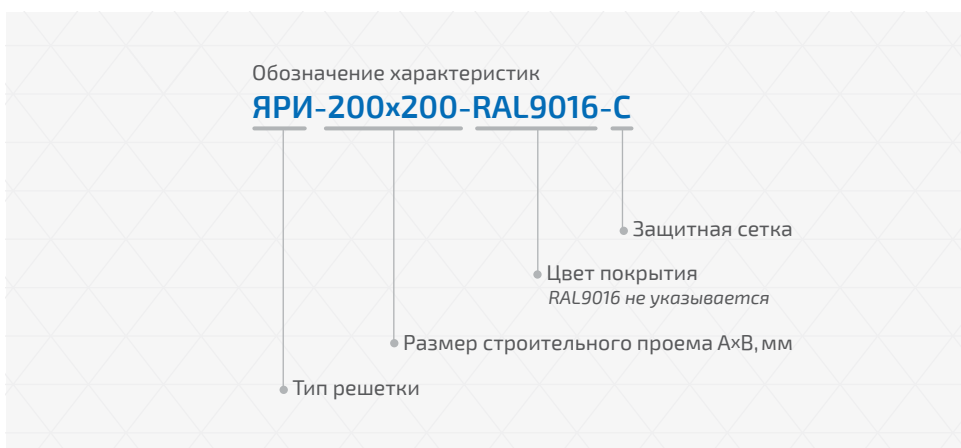 Обозначение характеристик
ЯРИ-200x200-RAL9016-С
Защитная сетка
Цвет покрытия
RAL9016 не указывается
Размер строительного проема A×B, мм
Тип решетки